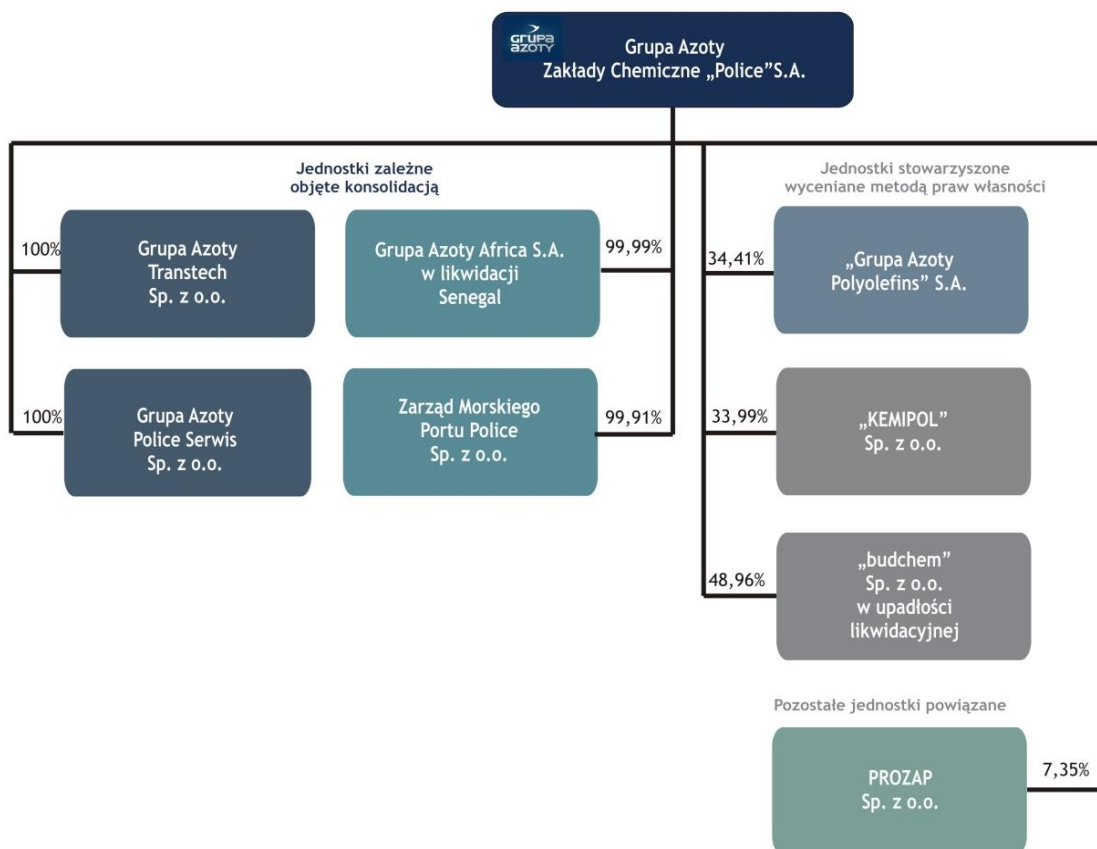 GRUPA
AZOTY
Grupa Azoty
Zakłady Chemiczne „Police”S.A.
Jednostki zależne
objęte konsolidacją
Jednostki stowarzyszone
wyceniane metodą praw własności
100%
Grupa Azoty
Transtech
Sp. z o.o.
Grupa Azoty Africa S.A.
w likwidacji
Senegal
99,99%
34,41%
„Grupa Azoty
Polyolefins” S.A.
100%
Grupa Azoty
Police Serwis
Sp. z o.o.
Zarząd Morskiego
Portu Police
Sp. z o.o.
99,91%
33,99%
„KEMIPOL”
Sp. z o.o.
48,96%
„budchem”
Sp. z o.o.
w upadłości
likwidacyjnej
Pozostałe jednostki powiązane
PROZAP
Sp. z o.o.
7,35%